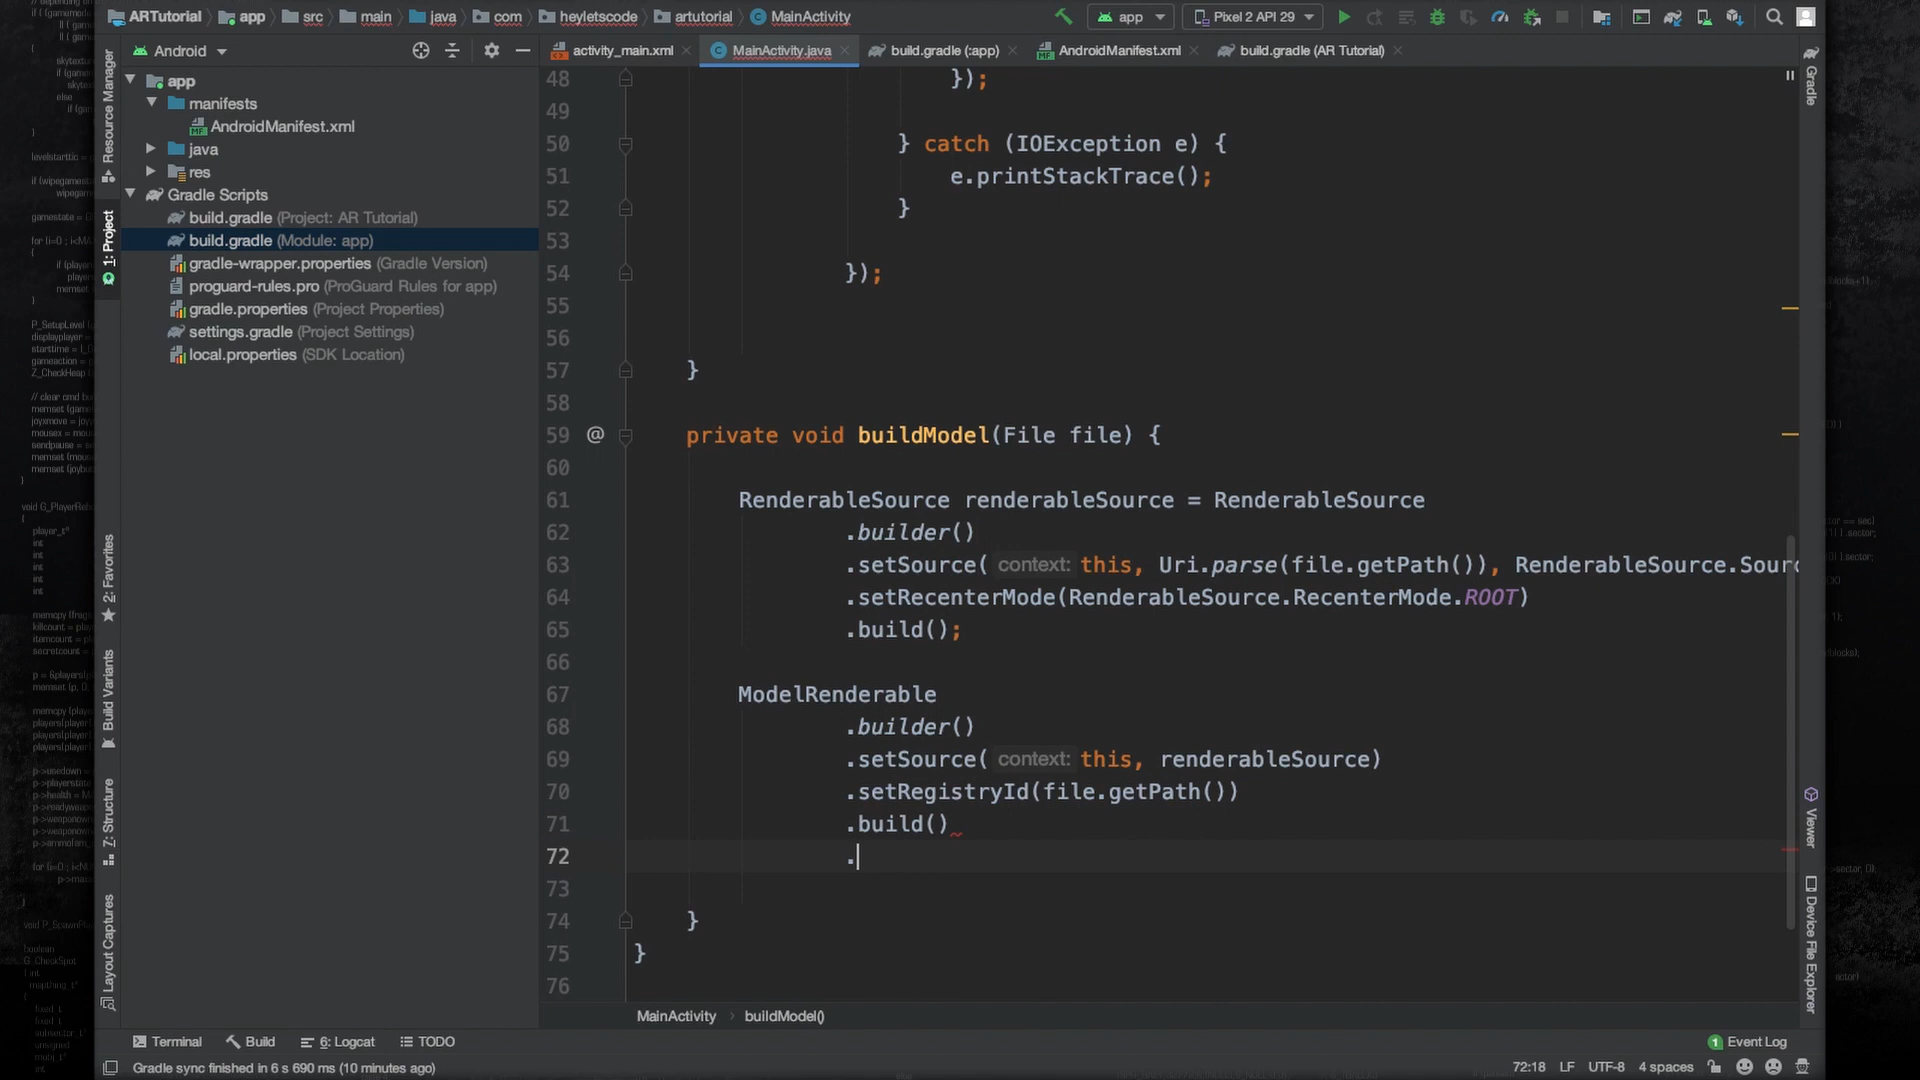 ARTutorial app src main java com heyletscode artutorial MainActivity app Pixel 2 API 29
Android
activity_main.xml MainActivity.java build.gradle (:app) AndroidManifest.xml build.gradle (AR Tutorial)
app
manifests
AndroidManifest.xml
java
res
Gradle Scripts
build.gradle (Project: AR Tutorial)
build.gradle (Module: app)
gradle-wrapper.properties (Gradle Version)
proguard-rules.pro (ProGuard Rules for app)
gradle.properties (Project Properties)
settings.gradle (Project Settings)
local.properties (SDK Location)
Resource Manager
1: Project
2: Favorites
Build Variants
7: Structure
Layout Captures
48 });
49
50 } catch (IOException e) {
51 e.printStackTrace();
52 }
53
54 });
55
56
57 }
58
59 @ private void buildModel(File file) {
60
61 RenderableSource renderableSource = RenderableSource
62 .builder()
63 .setSource( context: this, Uri.parse(file.getPath()), RenderableSource.Sourc
64 .setRecenterMode(RenderableSource.RecenterMode.ROOT)
65 .build();
66
67 ModelRenderable
68 .builder()
69 .setSource( context: this, renderableSource)
70 .setRegistryId(file.getPath())
71 .build()
72 .
73
74 }
75 }
76
MainActivity buildModel()
Gradle
Viewer
Device File Explorer
Terminal Build 6: Logcat TODO 1 Event Log
Gradle sync finished in 6 s 690 ms (10 minutes ago) 72:18 LF UTF-8 4 spaces